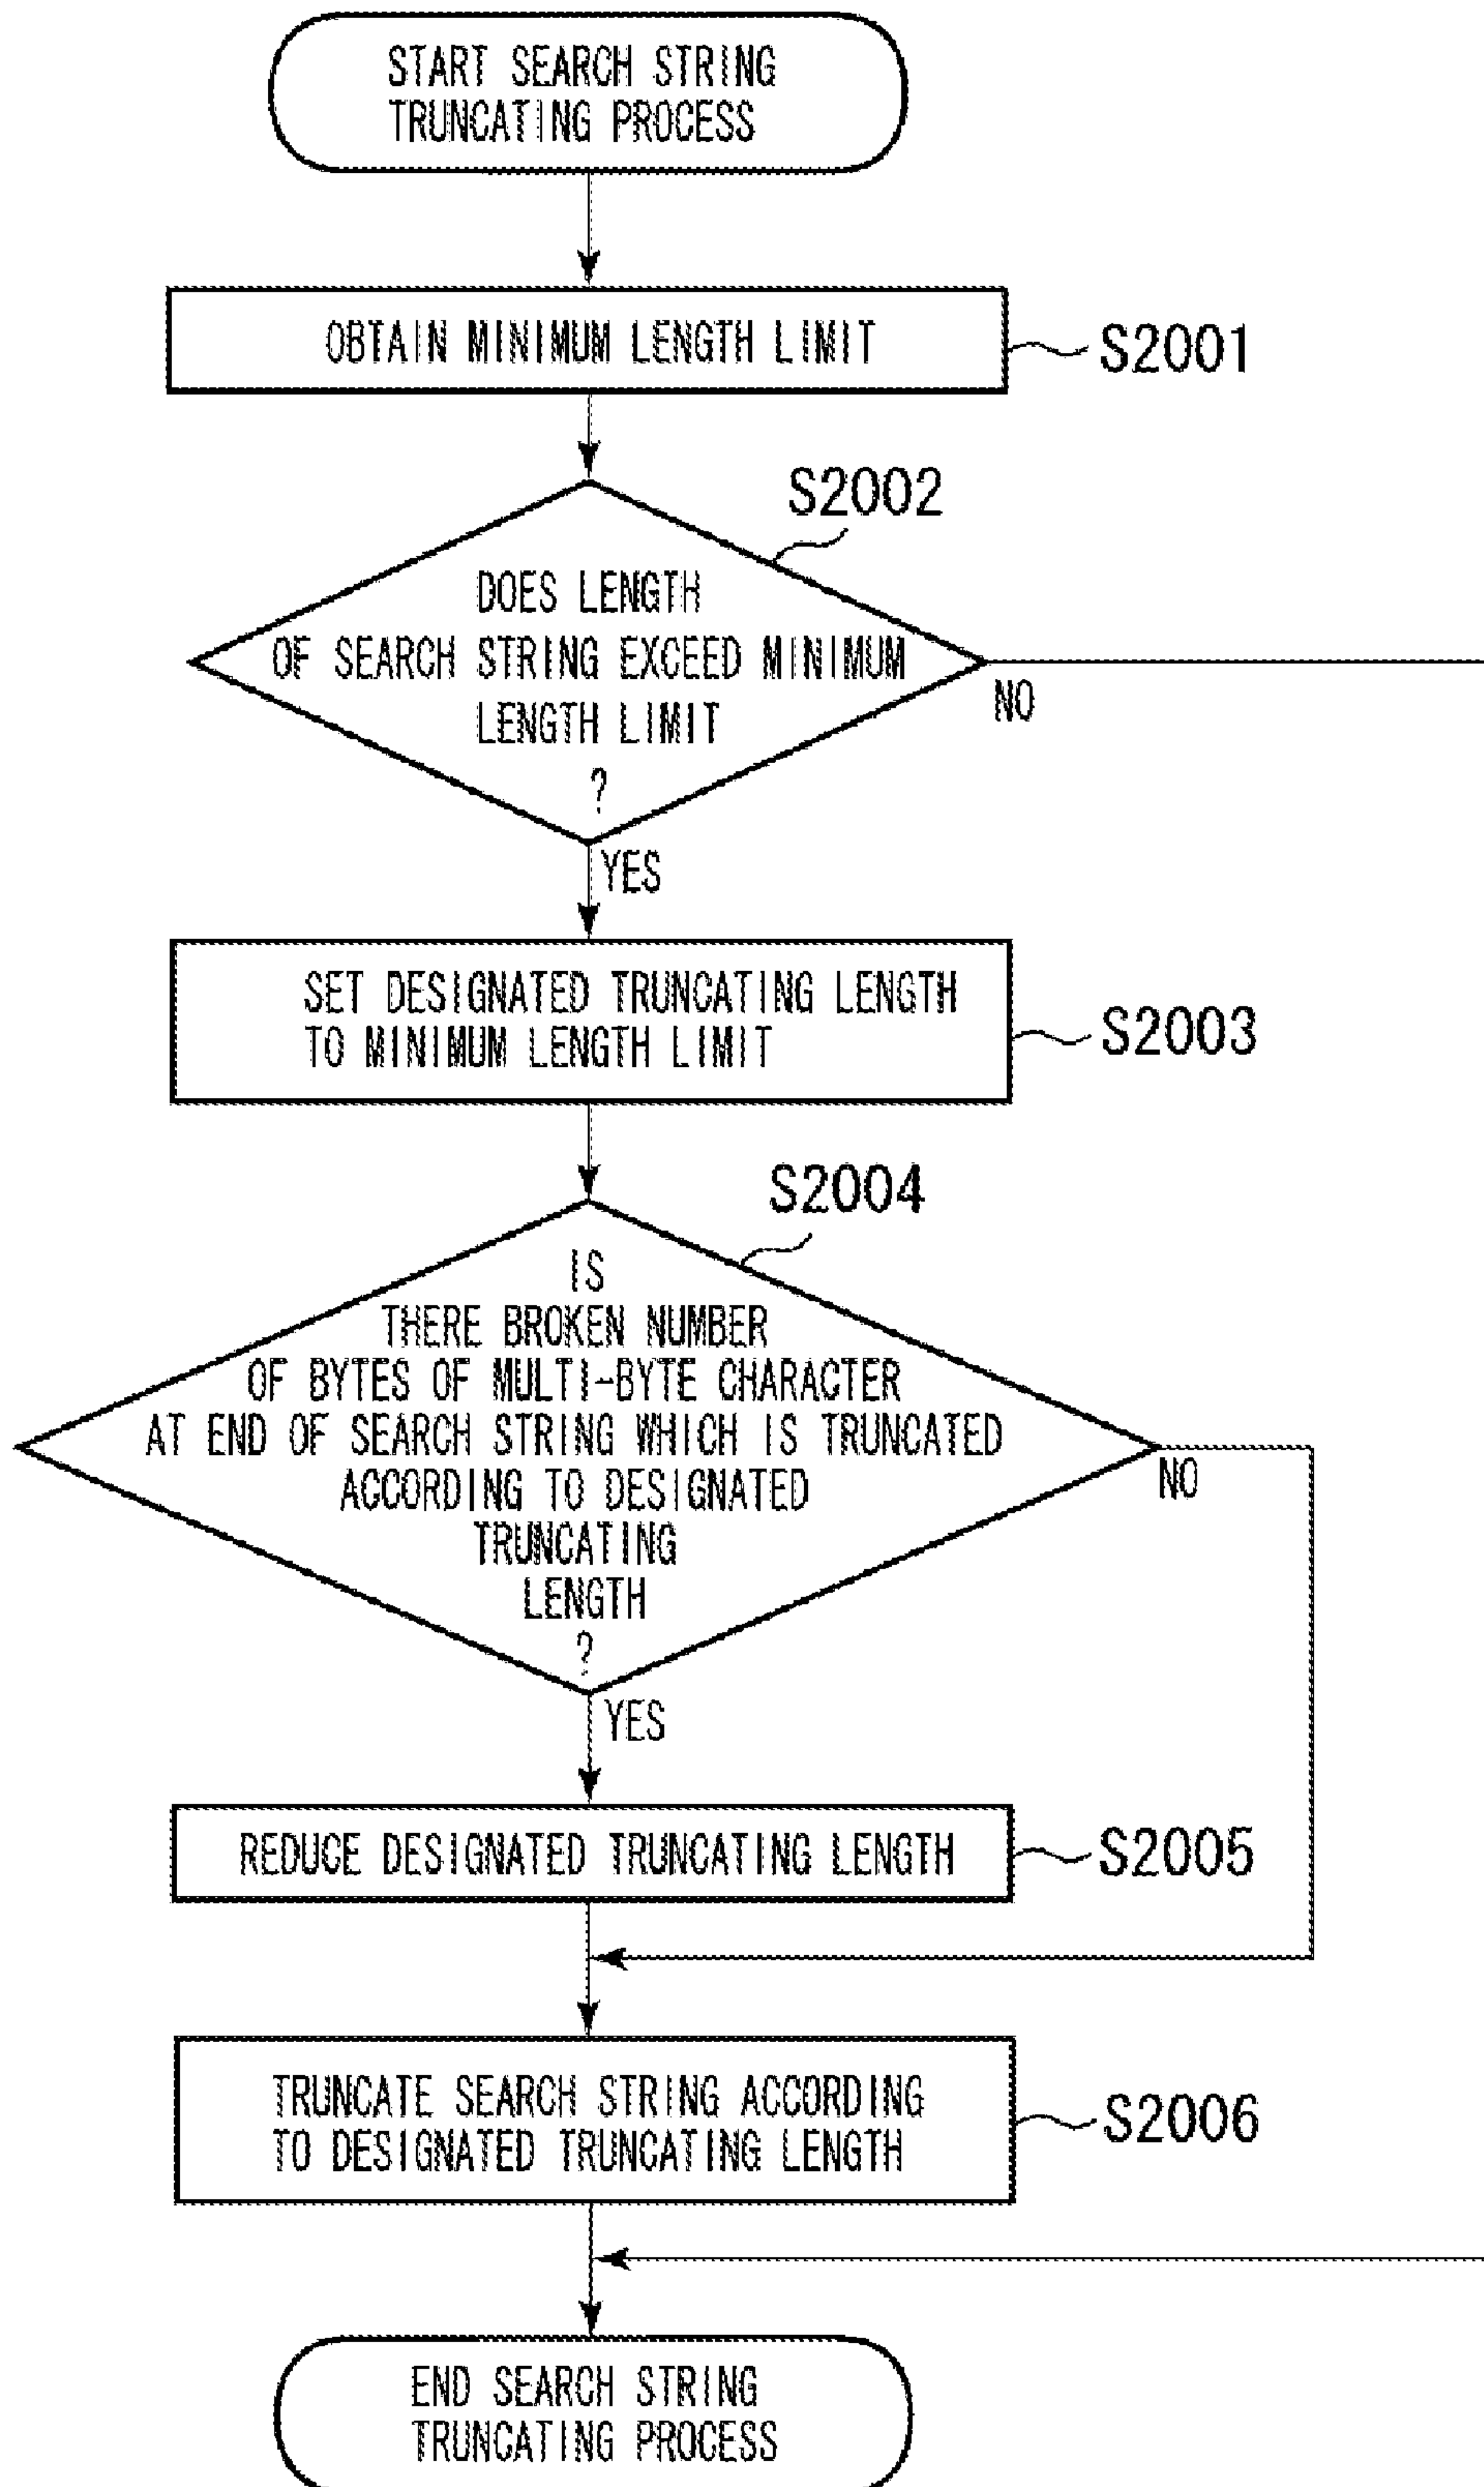 START SEARCH STRING
TRUNCATING PROCESS
OBTAIN MINIMUM LENGTH LIMIT
S2001
S2002
DOES LENGTH
OF SEARCH STRING EXCEED MINIMUM
LENGTH LIMIT
?
NO
YES
SET DESIGNATED TRUNCATING LENGTH
TO MINIMUM LENGTH LIMIT
S2003
S2004
IS
THERE BROKEN NUMBER
OF BYTES OF MULTI-BYTE CHARACTER
AT END OF SEARCH STRING WHICH IS TRUNCATED
ACCORDING TO DESIGNATED
TRUNCATING
LENGTH
?
NO
YES
REDUCE DESIGNATED TRUNCATING LENGTH
S2005
TRUNCATE SEARCH STRING ACCORDING
TO DESIGNATED TRUNCATING LENGTH
S2006
END SEARCH STRING
TRUNCATING PROCESS